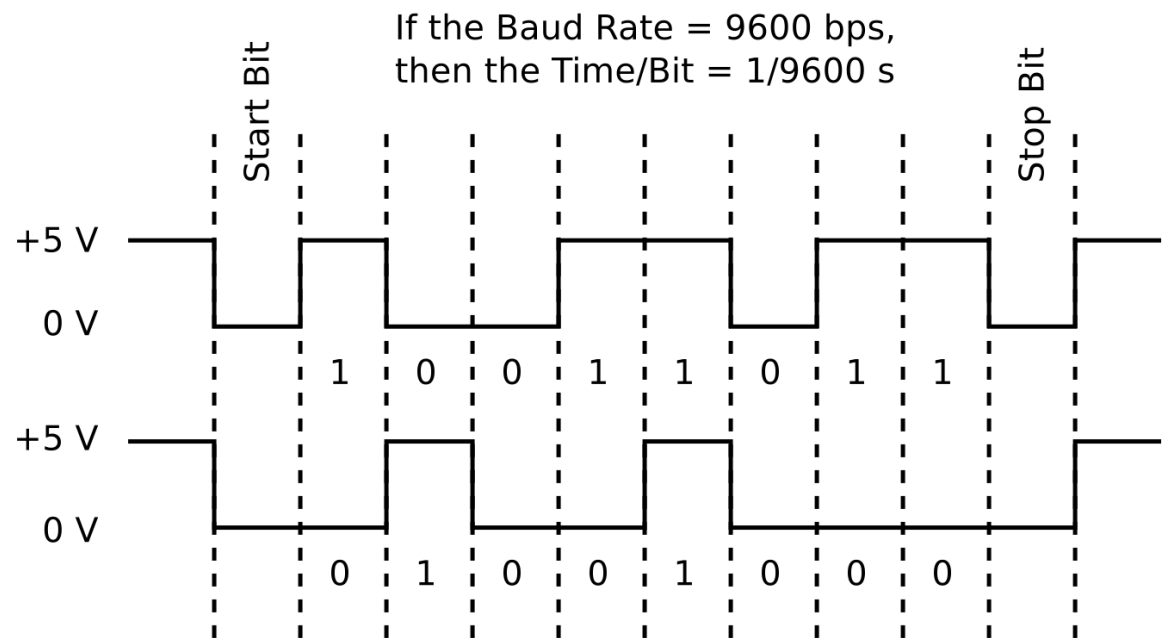 If the Baud Rate = 9600 bps,
then the Time/Bit = 1/9600 s
Start Bit
Stop Bit
+5 V
0 V
1 0 0 1 1 0 1 1
+5 V
0 V
0 1 0 0 1 0 0 0